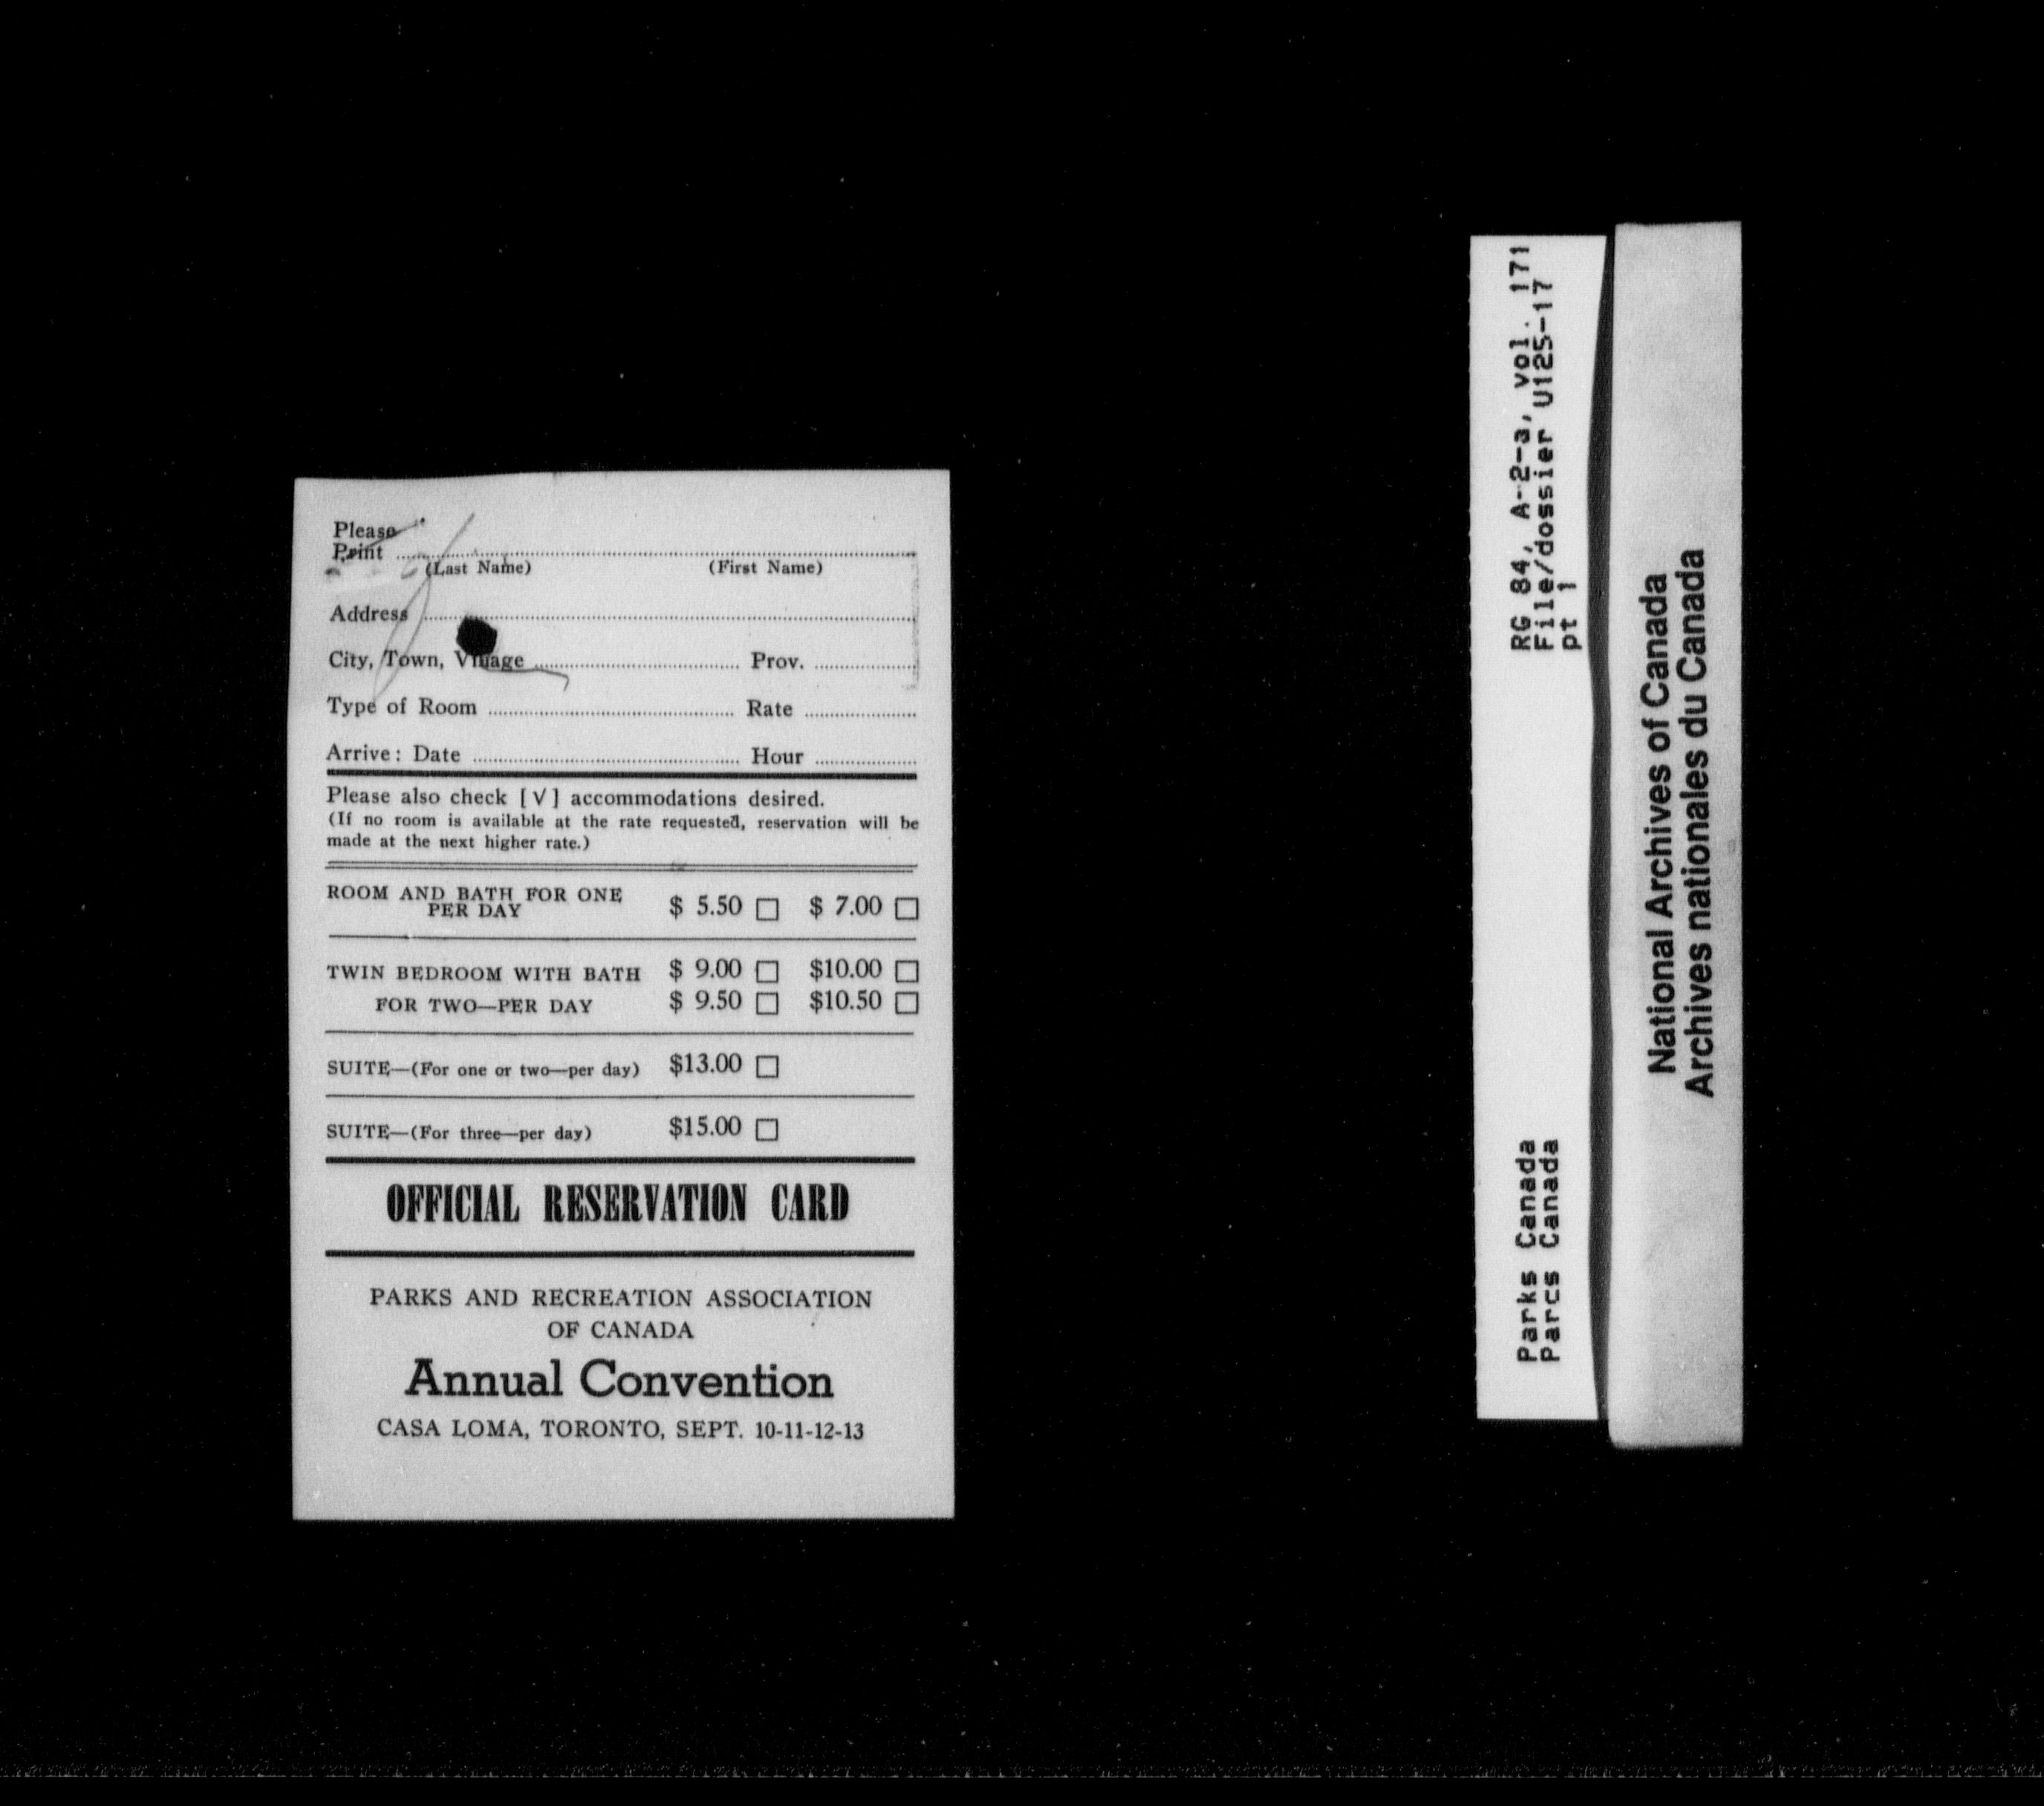 Please
Print
(Last Name) (First Name)
Address
City, Town, Village Prov.
Type of Room Rate
Arrive: Date Hour
Please also check [√] accommodations desired.
(If no room is available at the rate requested, reservation will be
made at the next higher rate.)
ROOM AND BATH FOR ONE
PER DAY $ 5.50 □ $ 7.00 □
TWIN BEDROOM WITH BATH $ 9.00 □ $10.00 □
FOR TWO—PER DAY $ 9.50 □ $10.50 □
SUITE—(For one or two—per day) $13.00 □
SUITE—(For three—per day) $15.00 □
OFFICIAL RESERVATION CARD
PARKS AND RECREATION ASSOCIATION
OF CANADA
Annual Convention
CASA LOMA, TORONTO, SEPT. 10-11-12-13
Parks Canada
Parcs Canada
RG 84, A-2-a, vol. 171
File/dossier U125-17
pt 1
National Archives of Canada
Archives nationales du Canada